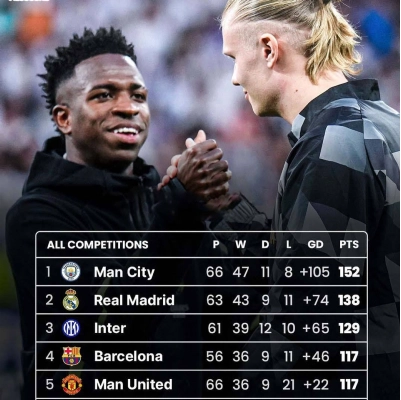 ALL COMPETITIONS P W D L GD PTS
1 Man City 66 47 11 8 +105 152
2 Real Madrid 63 43 9 11 +74 138
3 Inter 61 39 12 10 +65 129
4 Barcelona 56 36 9 11 +46 117
5 Man United 66 36 9 21 +22 117